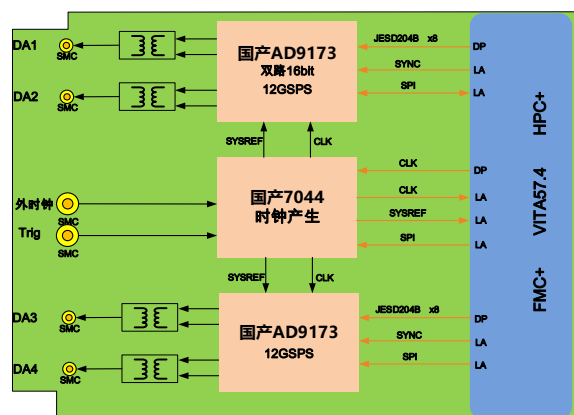 DA1
SMC
国产AD9173
双路16bit
12GSPS
JESD204B x8
DP
SYNC
LA
DA2
SMC
SPI
LA
HPC+
SYSREF
CLK
CLK
DP
外时钟
SMC
国产7044
时钟产生
CLK
LA
VITA57.4
Trig
SMC
SYSREF
LA
SPI
LA
SYSREF
CLK
FMC+
DA3
SMC
国产AD9173
12GSPS
JESD204B x8
DP
SYNC
LA
DA4
SMC
SPI
LA